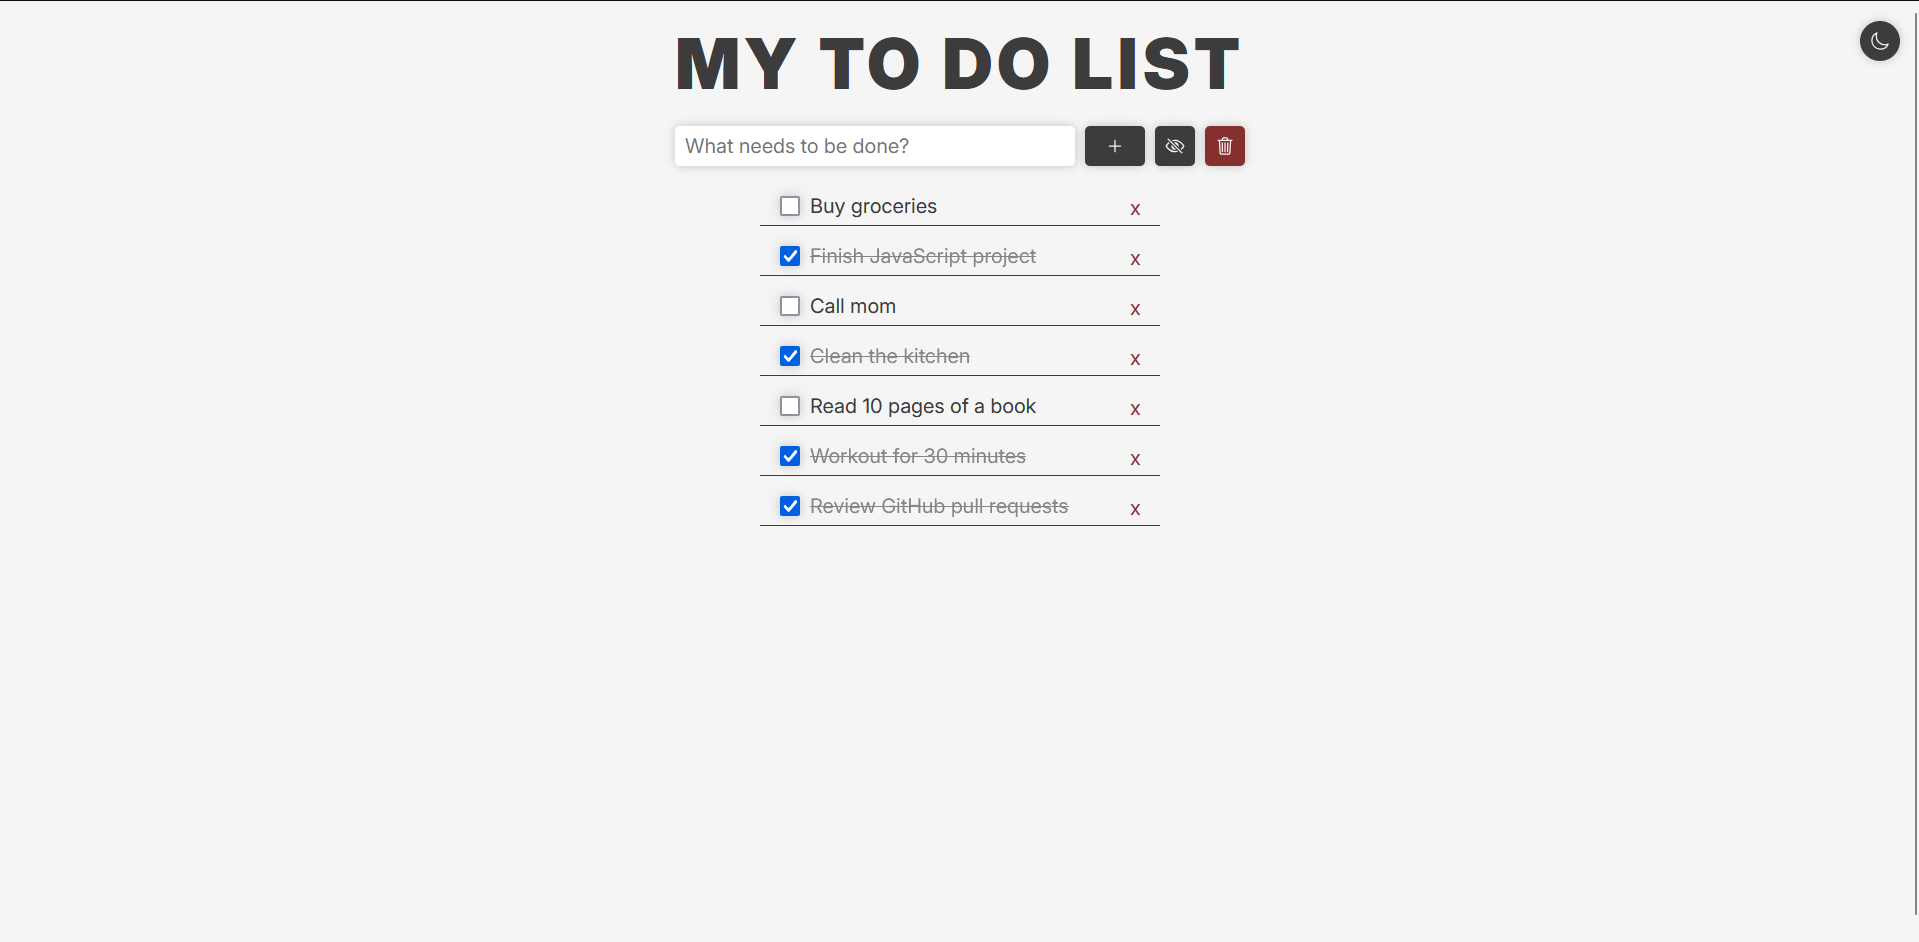 MY TO DO LIST
What needs to be done?
+
Buy groceries x
Finish JavaScript project x
Call mom x
Clean the kitchen x
Read 10 pages of a book x
Workout for 30 minutes x
Review GitHub pull requests x